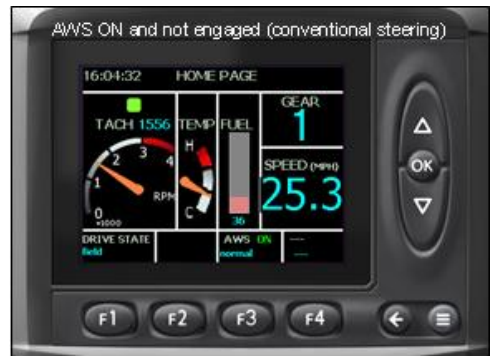 AWS ON and not engaged (conventional steering)
16:04:32 HOME PAGE
TACH 1556 TEMP FUEL GEAR
1
2 3 4 H
1 RPM SPEED (MPH)
25.3
0 C
x1000 36
DRIVE STATE AWS ON ---
field normal ---
OK
F1 F2 F3 F4